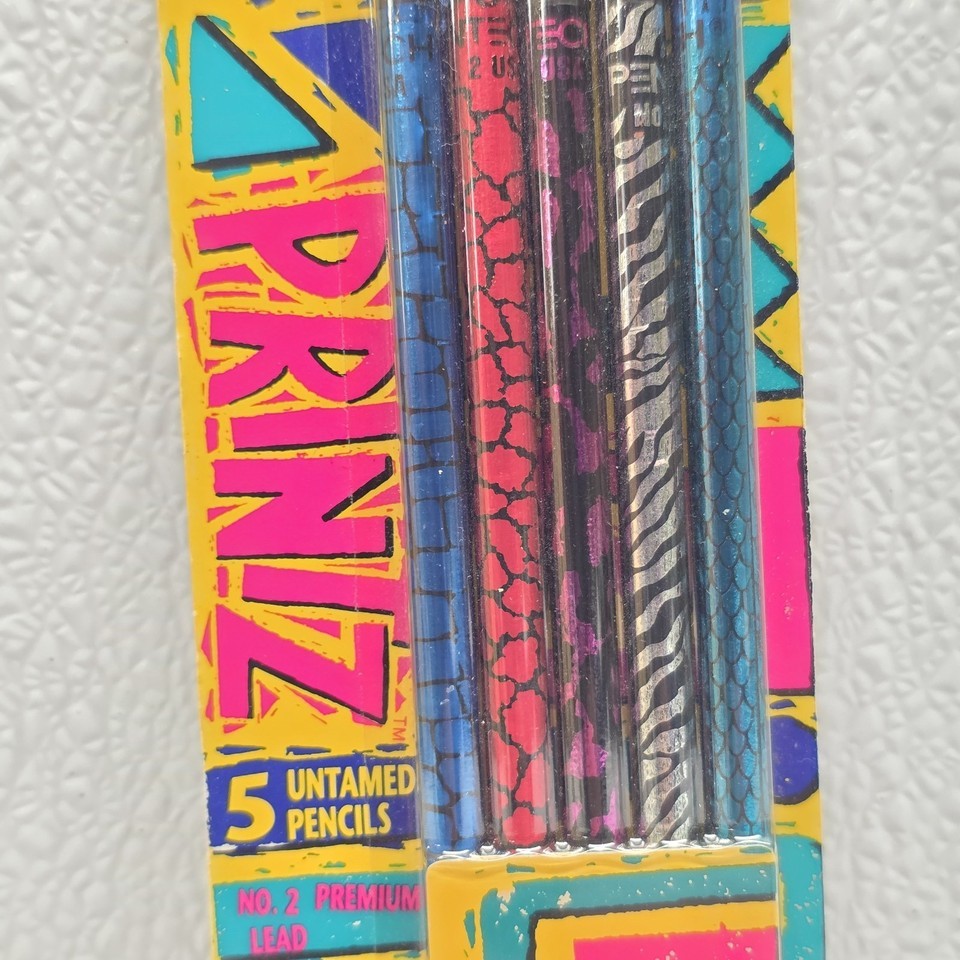 PRINZ™
5 UNTAMED
PENCILS
NO. 2 PREMIUM
LEAD